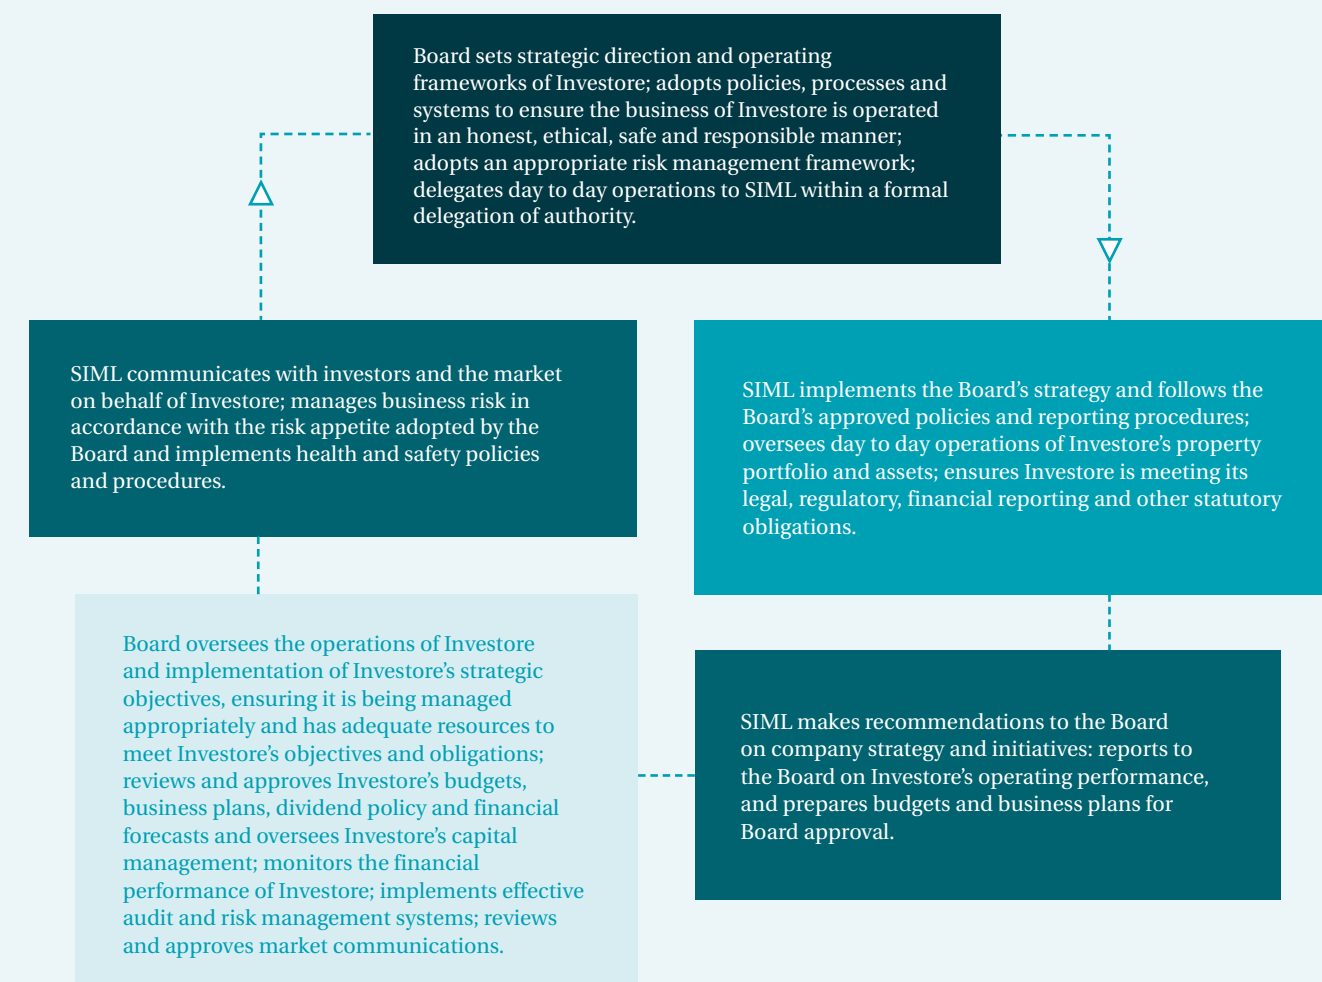 Board sets strategic direction and operating
frameworks of Investore; adopts policies, processes and
systems to ensure the business of Investore is operated
in an honest, ethical, safe and responsible manner;
adopts an appropriate risk management framework;
delegates day to day operations to SIML within a formal
delegation of authority.
SIML communicates with investors and the market
on behalf of Investore; manages business risk in
accordance with the risk appetite adopted by the
Board and implements health and safety policies
and procedures.
SIML implements the Board’s strategy and follows the
Board’s approved policies and reporting procedures;
oversees day to day operations of Investore’s property
portfolio and assets; ensures Investore is meeting its
legal, regulatory, financial reporting and other statutory
obligations.
Board oversees the operations of Investore
and implementation of Investore’s strategic
objectives, ensuring it is being managed
appropriately and has adequate resources to
meet Investore’s objectives and obligations;
reviews and approves Investore’s budgets,
business plans, dividend policy and financial
forecasts and oversees Investore’s capital
management; monitors the financial
performance of Investore; implements effective
audit and risk management systems; reviews
and approves market communications.
SIML makes recommendations to the Board
on company strategy and initiatives: reports to
the Board on Investore’s operating performance,
and prepares budgets and business plans for
Board approval.